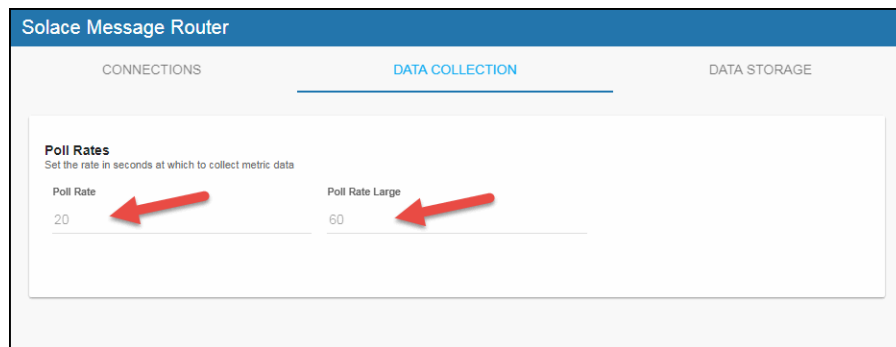 Solace Message Router
CONNECTIONS DATA COLLECTION DATA STORAGE
Poll Rates
Set the rate in seconds at which to collect metric data
Poll Rate Poll Rate Large
20 60